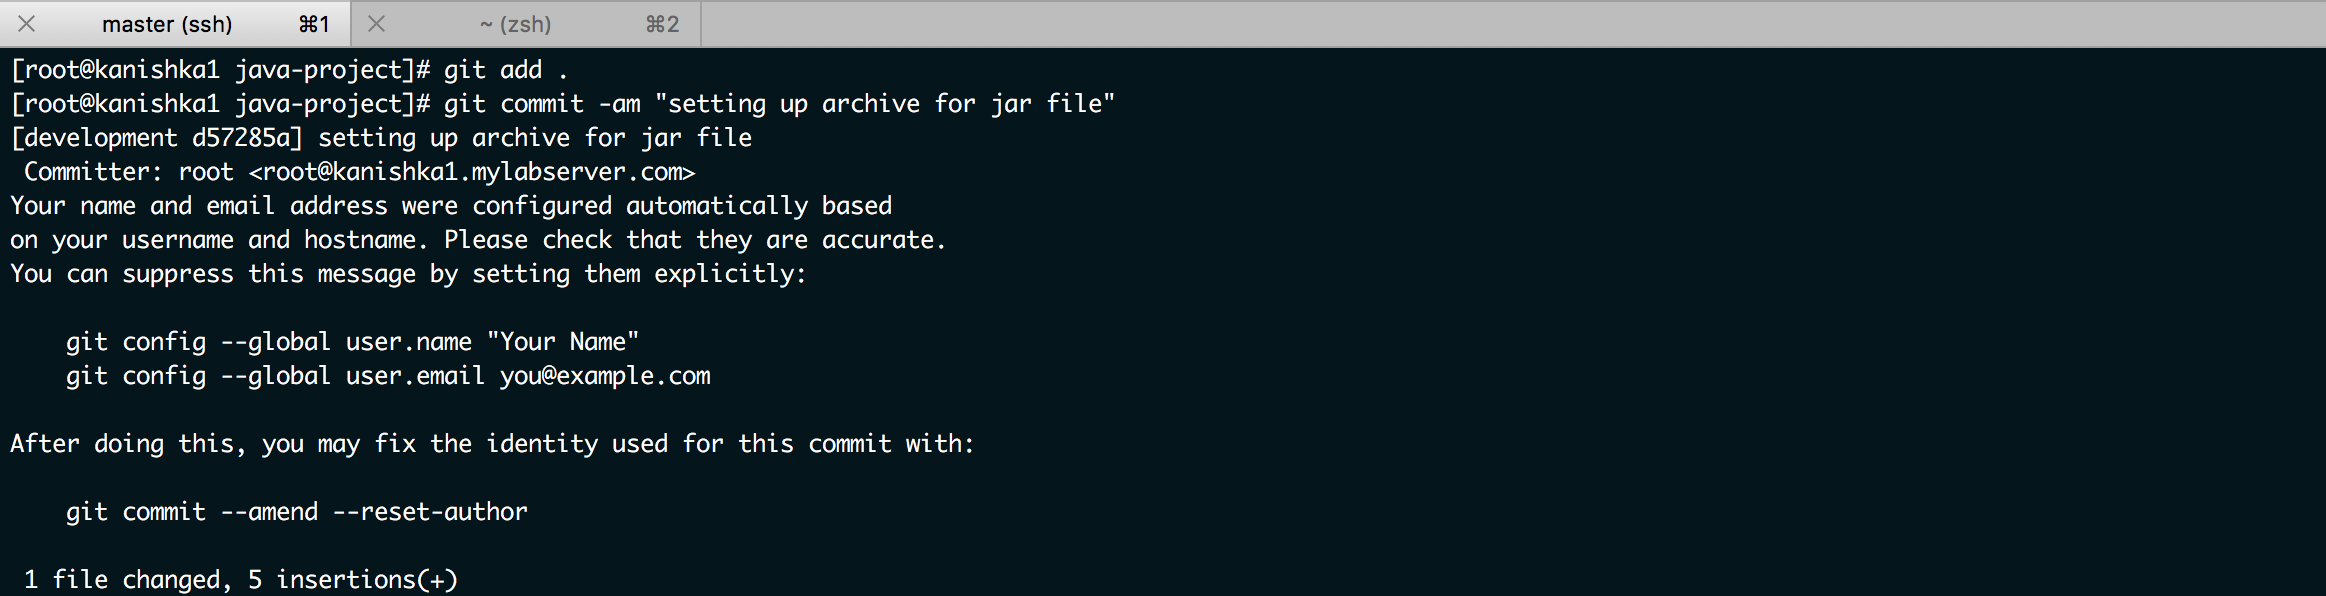 master (ssh) ⌘1 ~ (zsh) ⌘2
[root@kanishka1 java-project]# git add .
[root@kanishka1 java-project]# git commit -am "setting up archive for jar file"
[development d57285a] setting up archive for jar file
 Committer: root <root@kanishka1.mylabserver.com>
Your name and email address were configured automatically based
on your username and hostname. Please check that they are accurate.
You can suppress this message by setting them explicitly:

    git config --global user.name "Your Name"
    git config --global user.email you@example.com

After doing this, you may fix the identity used for this commit with:

    git commit --amend --reset-author

 1 file changed, 5 insertions(+)